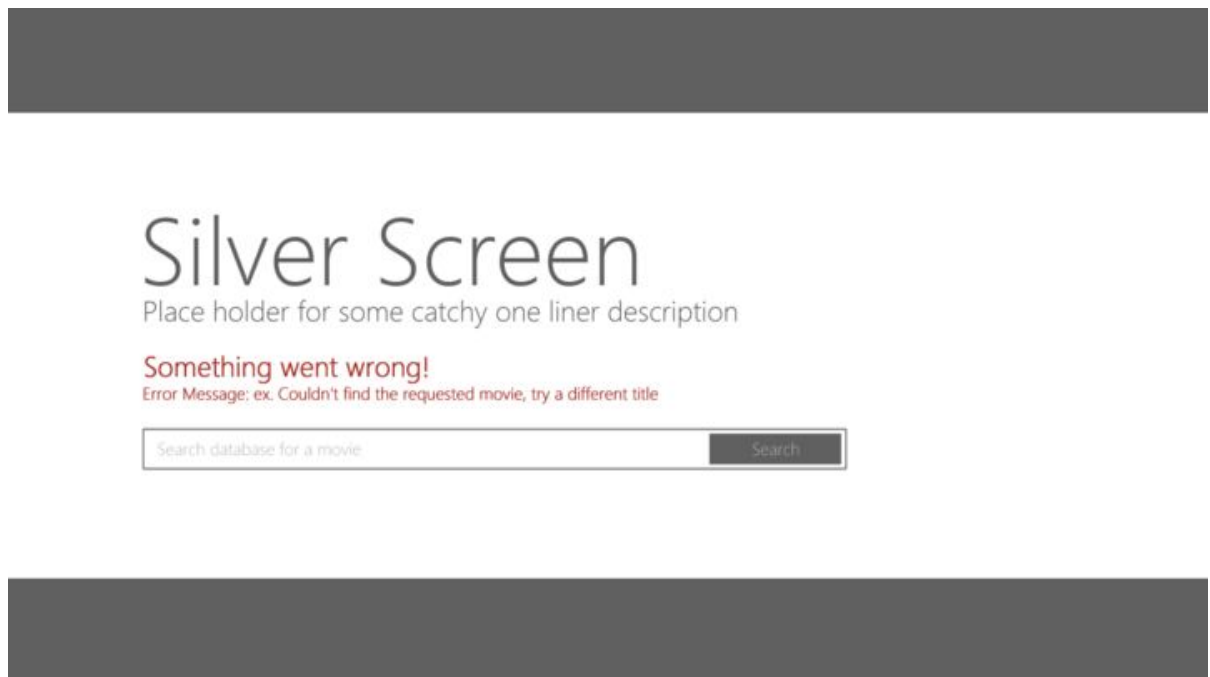 Silver Screen
Place holder for some catchy one liner description
Something went wrong!
Error Message: ex. Couldn't find the requested movie, try a different title
Search database for a movie
Search